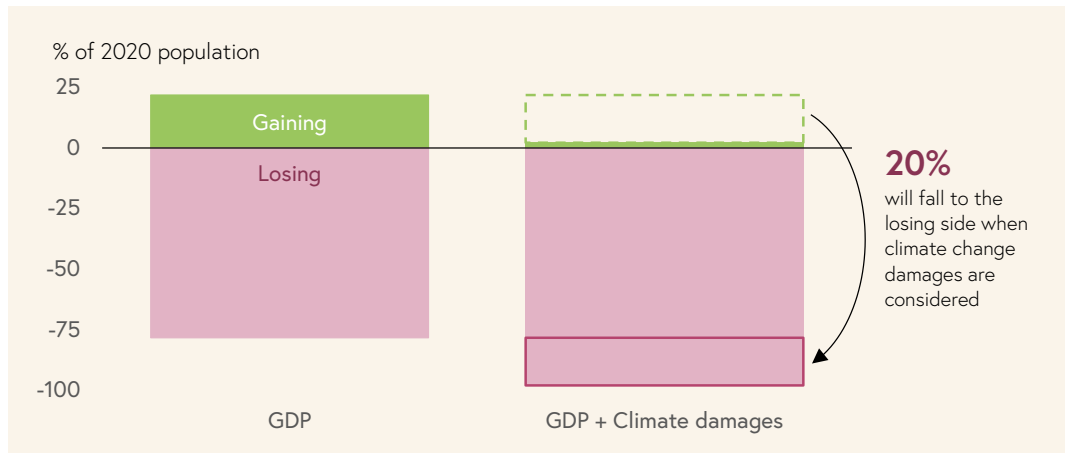 % of 2020 population
25
0
-25
-50
-75
-100
Gaining
Losing
GDP
GDP + Climate damages
20%
will fall to the
losing side when
climate change
damages are
considered